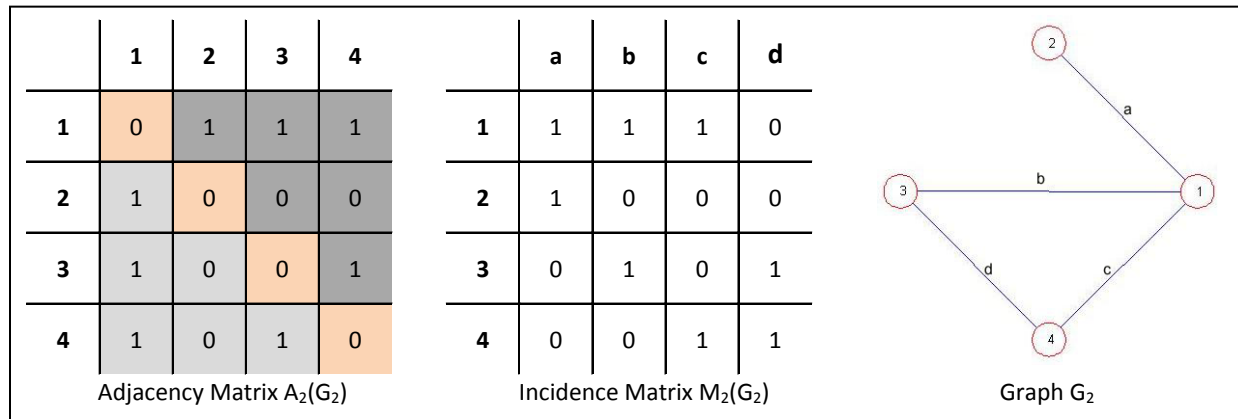 1 2 3 4
1 0 1 1 1
2 1 0 0 0
3 1 0 0 1
4 1 0 1 0
Adjacency Matrix A₂(G₂)
a b c d
1 1 1 1 0
2 1 0 0 0
3 0 1 0 1
4 0 0 1 1
Incidence Matrix M₂(G₂)
2
a
3
b
1
d
c
4
Graph G₂